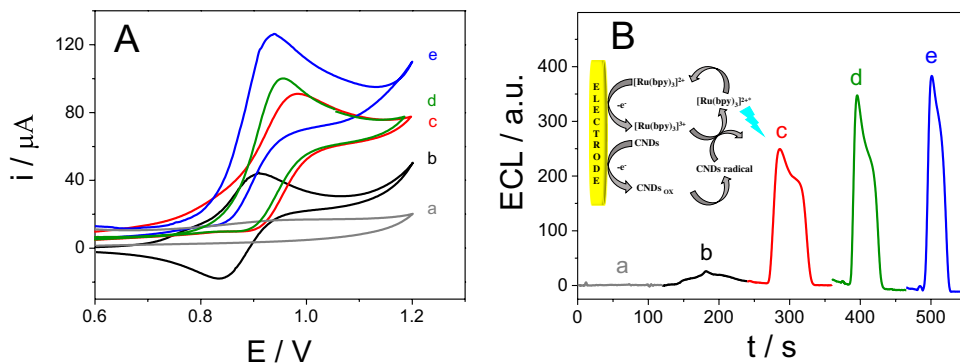 A
i / μA
120
80
40
0
e
d
c
b
a
0.6
0.8
1.0
1.2
E / V
B
ECL / a.u.
400
300
200
100
0
ELECTRODE
[Ru(bpy)₃]²⁺
-e⁻
[Ru(bpy)₃]²⁺*
[Ru(bpy)₃]³⁺
CNDs
-e⁻
CNDs radical
CNDs OX
a
b
c
d
e
0
100
200
300
400
500
t / s